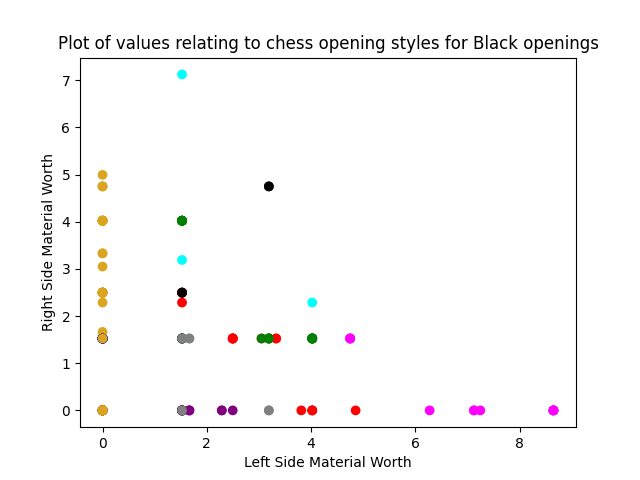 Plot of values relating to chess opening styles for Black openings
Right Side Material Worth
7
6
5
4
3
2
1
0
0 2 4 6 8
Left Side Material Worth